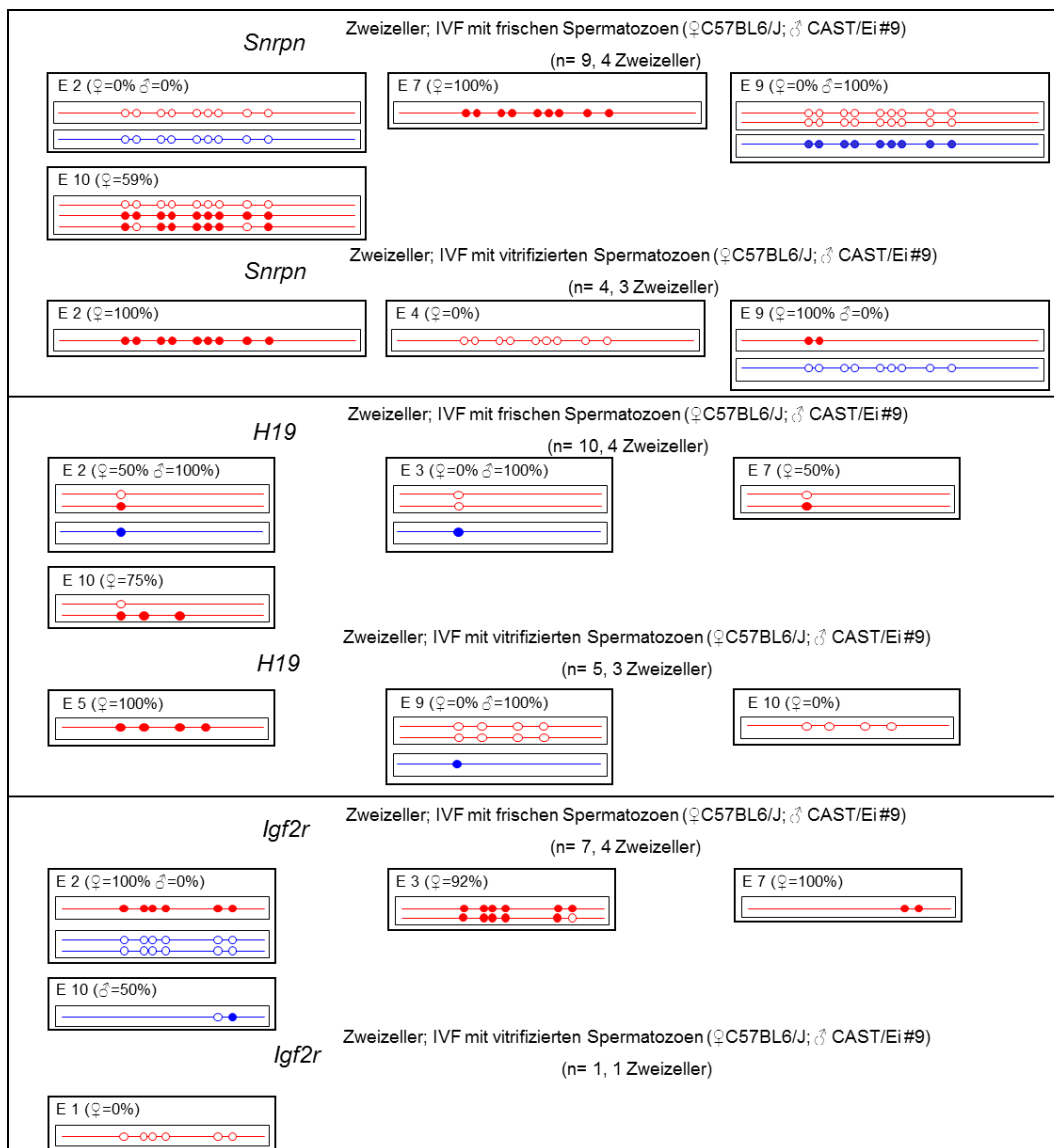 Zweizeller; IVF mit frischen Spermatozoen (♀C57BL6/J; ♂ CAST/Ei #9)
Snrpn
(n= 9, 4 Zweizeller)
E 2 (♀=0% ♂=0%)
E 7 (♀=100%)
E 9 (♀=0% ♂=100%)
E 10 (♀=59%)
Zweizeller; IVF mit vitrifizierten Spermatozoen (♀C57BL6/J; ♂ CAST/Ei #9)
Snrpn
(n= 4, 3 Zweizeller)
E 2 (♀=100%)
E 4 (♀=0%)
E 9 (♀=100% ♂=0%)
Zweizeller; IVF mit frischen Spermatozoen (♀C57BL6/J; ♂ CAST/Ei #9)
H19
(n= 10, 4 Zweizeller)
E 2 (♀=50% ♂=100%)
E 3 (♀=0% ♂=100%)
E 7 (♀=50%)
E 10 (♀=75%)
Zweizeller; IVF mit vitrifizierten Spermatozoen (♀C57BL6/J; ♂ CAST/Ei #9)
H19
(n= 5, 3 Zweizeller)
E 5 (♀=100%)
E 9 (♀=0% ♂=100%)
E 10 (♀=0%)
Zweizeller; IVF mit frischen Spermatozoen (♀C57BL6/J; ♂ CAST/Ei #9)
Igf2r
(n= 7, 4 Zweizeller)
E 2 (♀=100% ♂=0%)
E 3 (♀=92%)
E 7 (♀=100%)
E 10 (♂=50%)
Zweizeller; IVF mit vitrifizierten Spermatozoen (♀C57BL6/J; ♂ CAST/Ei #9)
Igf2r
(n= 1, 1 Zweizeller)
E 1 (♀=0%)